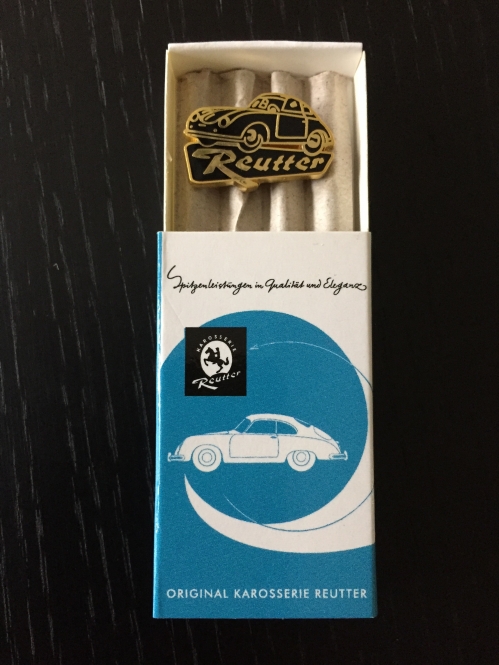 Reutter
Spitzenleistungen in Qualität und Eleganz
KAROSSERIE
Reutter
ORIGINAL KAROSSERIE REUTTER